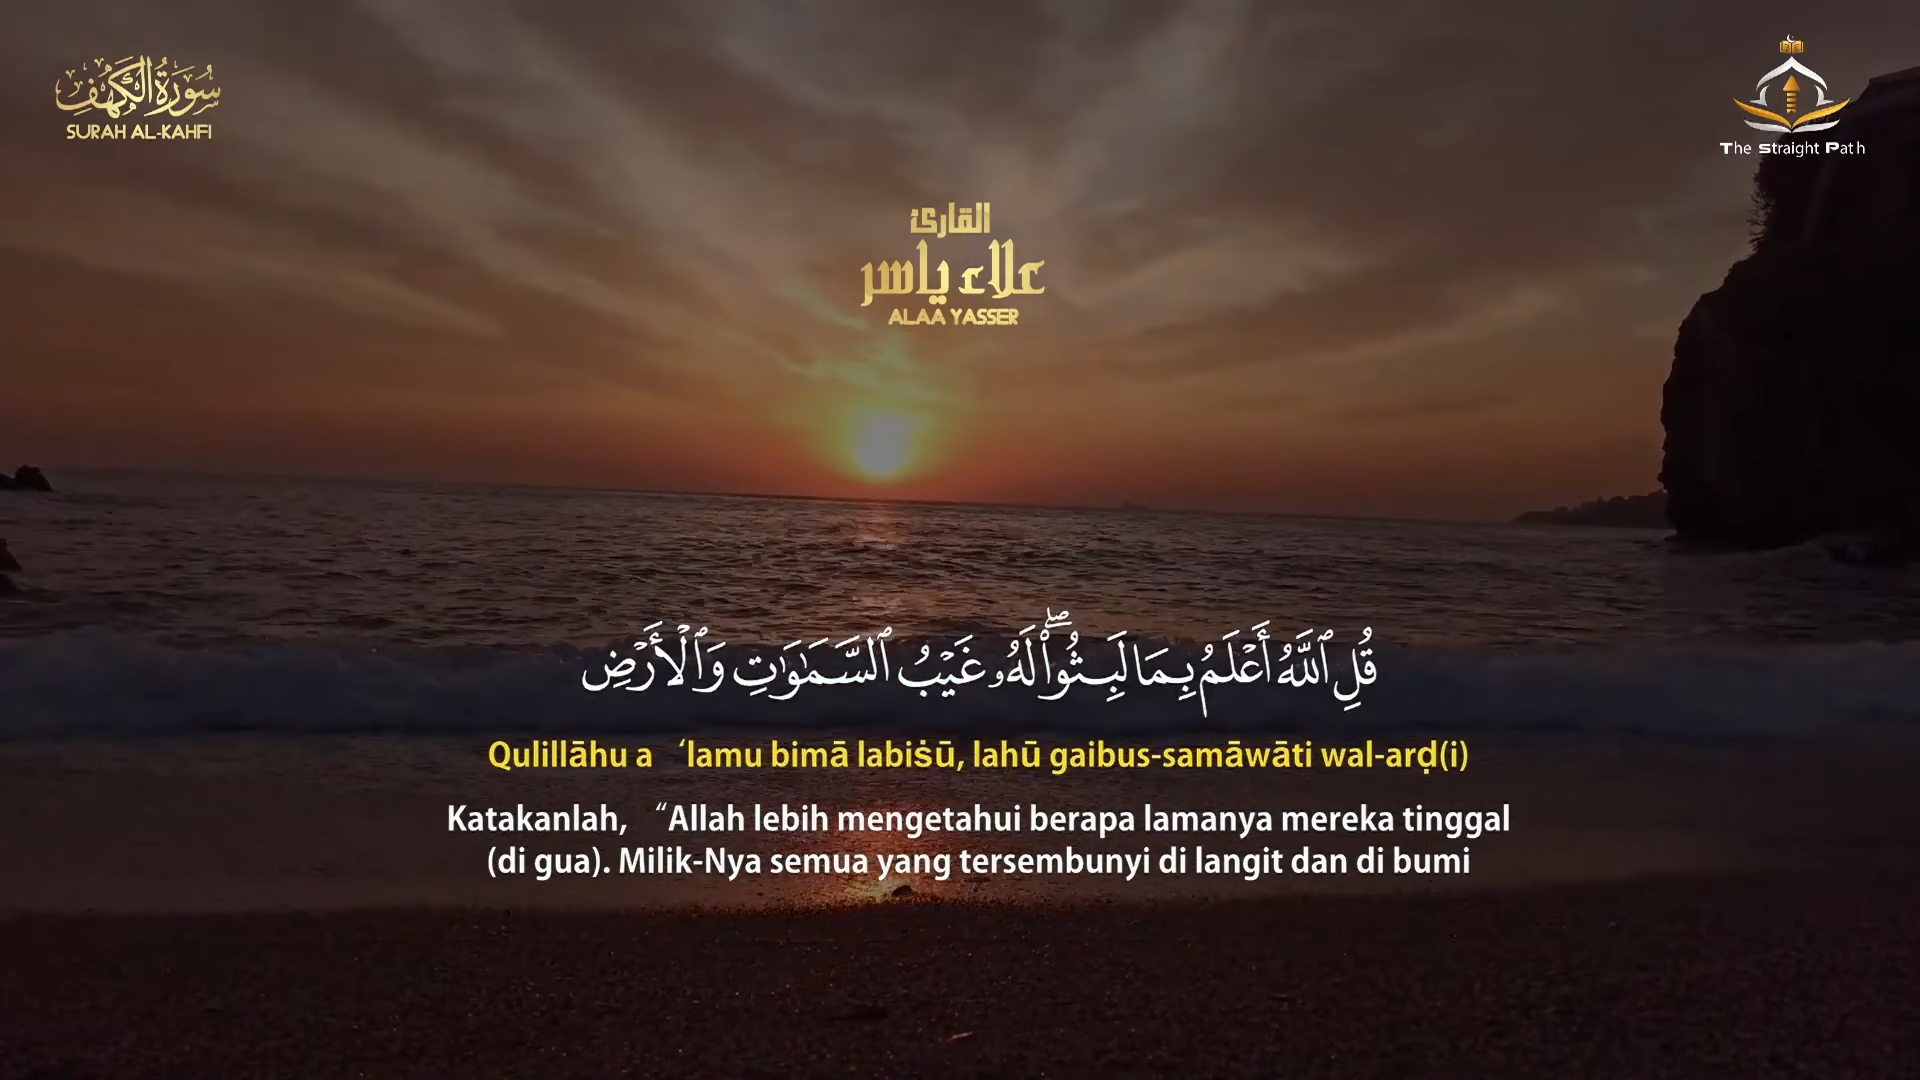 سُورَةُ الكَهْفِ
SURAH AL-KAHFI
The Straight Path
القارئ
علاء ياسر
ALAA YASSER
قُلِ ٱللَّهُ أَعْلَمُ بِمَا لَبِثُوا۟ ۖ لَهُۥ غَيْبُ ٱلسَّمَـٰوَٰتِ وَٱلْأَرْضِ
Qulillāhu a ‘lamu bimā labiṡū, lahū gaibus-samāwāti wal-arḍ(i)
Katakanlah, “Allah lebih mengetahui berapa lamanya mereka tinggal
(di gua). Milik-Nya semua yang tersembunyi di langit dan di bumi